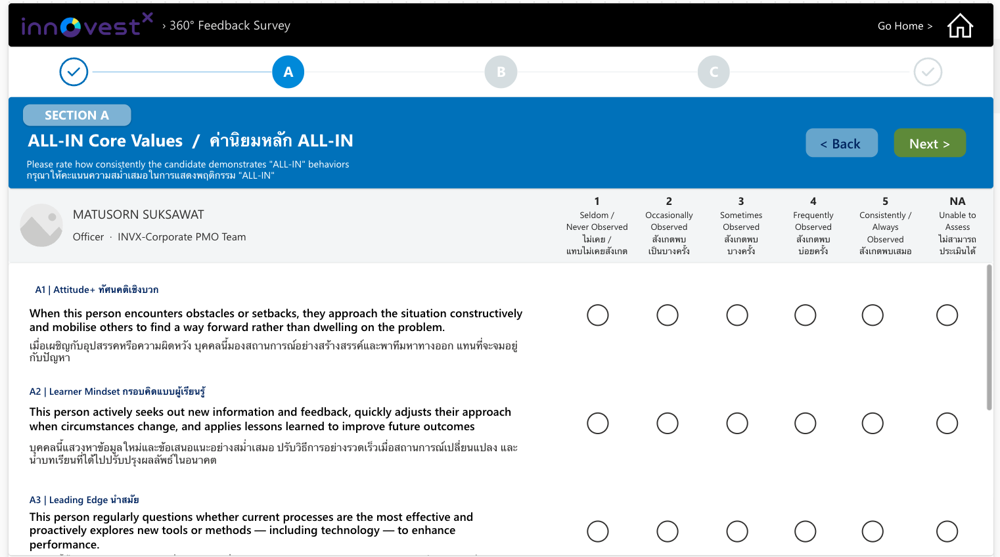 innovestx › 360° Feedback Survey
Go Home >
A
B
C
SECTION A
ALL-IN Core Values / ค่านิยมหลัก ALL-IN
Please rate how consistently the candidate demonstrates "ALL-IN" behaviors
กรุณาให้คะแนนความสม่ำเสมอในการแสดงพฤติกรรม "ALL-IN"
< Back
Next >
MATUSORN SUKSAWAT
Officer · INVX-Corporate PMO Team
1
Seldom /
Never Observed
ไม่เคย /
แทบไม่เคยสังเกต
2
Occasionally
Observed
สังเกตพบ
เป็นบางครั้ง
3
Sometimes
Observed
สังเกตพบ
บางครั้ง
4
Frequently
Observed
สังเกตพบ
บ่อยครั้ง
5
Consistently /
Always
Observed
สังเกตพบเสมอ
NA
Unable to
Assess
ไม่สามารถ
ประเมินได้
A1 | Attitude+ ทัศนคติเชิงบวก
When this person encounters obstacles or setbacks, they approach the situation constructively
and mobilise others to find a way forward rather than dwelling on the problem.
เมื่อเผชิญกับอุปสรรคหรือความผิดหวัง บุคคลนี้มองสถานการณ์อย่างสร้างสรรค์และพาทีมหาทางออก แทนที่จะจมอยู่
กับปัญหา
A2 | Learner Mindset กรอบคิดแบบผู้เรียนรู้
This person actively seeks out new information and feedback, quickly adjusts their approach
when circumstances change, and applies lessons learned to improve future outcomes
บุคคลนี้แสวงหาข้อมูลใหม่และข้อเสนอแนะอย่างสม่ำเสมอ ปรับวิธีการอย่างรวดเร็วเมื่อสถานการณ์เปลี่ยนแปลง และ
นำบทเรียนที่ได้ไปปรับปรุงผลลัพธ์ในอนาคต
A3 | Leading Edge นำสมัย
This person regularly questions whether current processes are the most effective and
proactively explores new tools or methods — including technology — to enhance
performance.